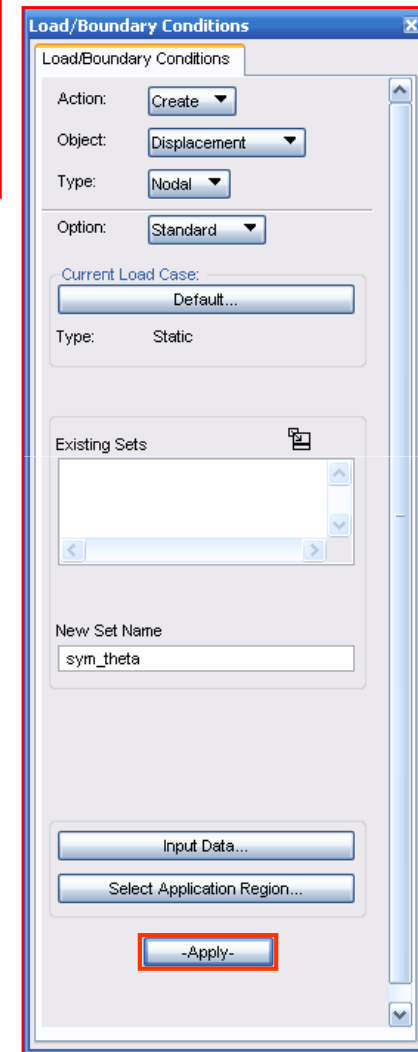 Load/Boundary Conditions
Load/Boundary Conditions
Action: Create
Object: Displacement
Type: Nodal
Option: Standard
Current Load Case:
Default...
Type: Static
Existing Sets
New Set Name
sym_theta
Input Data...
Select Application Region...
-Apply-